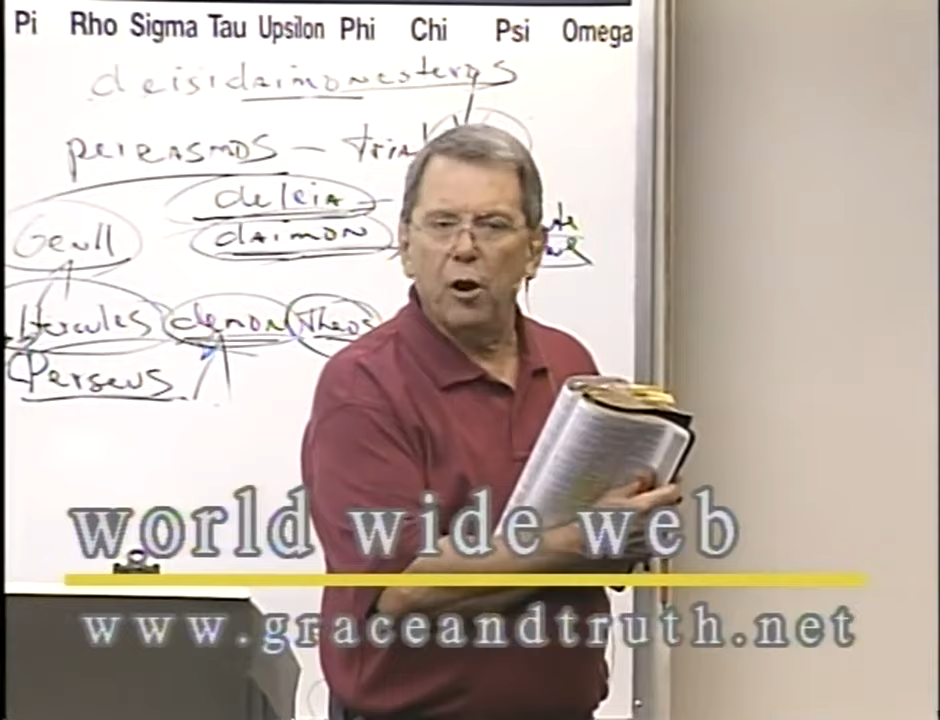 Pi Rho Sigma Tau Upsilon Phi Chi Psi Omega
deisidaimonesteros
peirasmos –
deleia
Genll daimon
Hercules demon Theos
Perseus
world wide web
www.graceandtruth.net